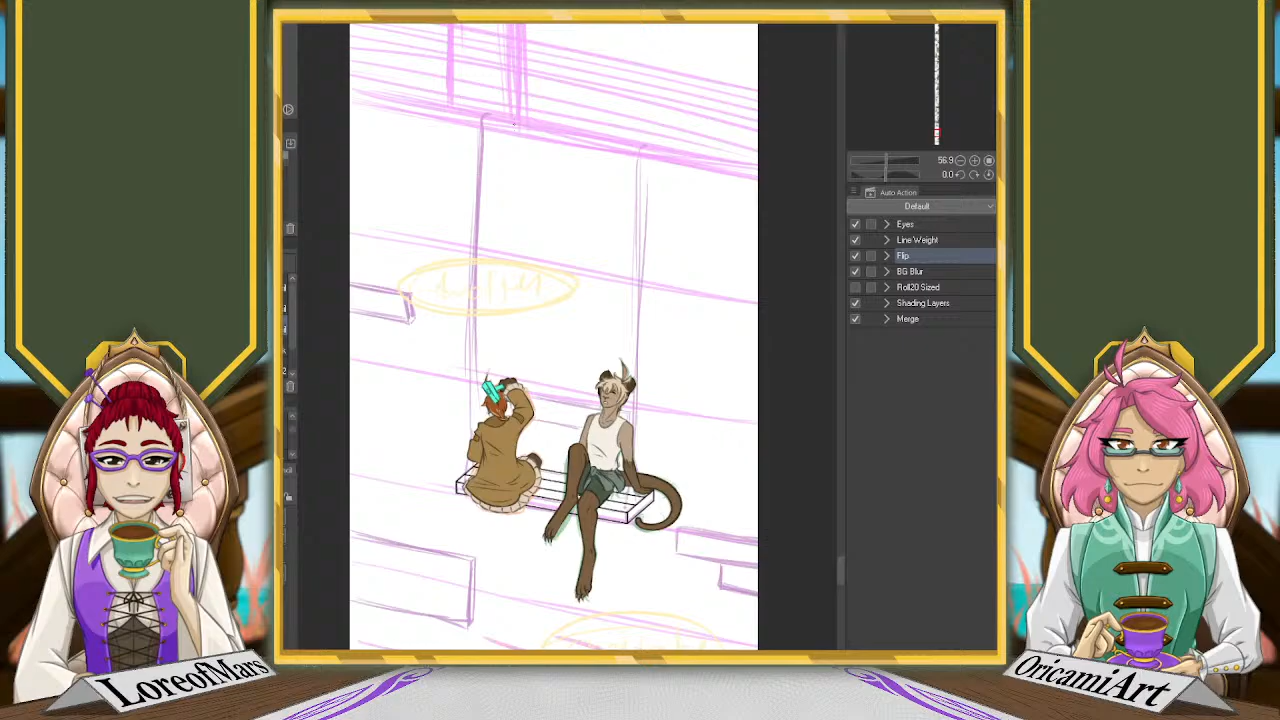 56.9
0.0
Auto Action
Default
Eyes
Line Weight
Flip
BG Blur
Roll20 Sized
Shading Layers
Merge
LoreofMars
OricamiArt